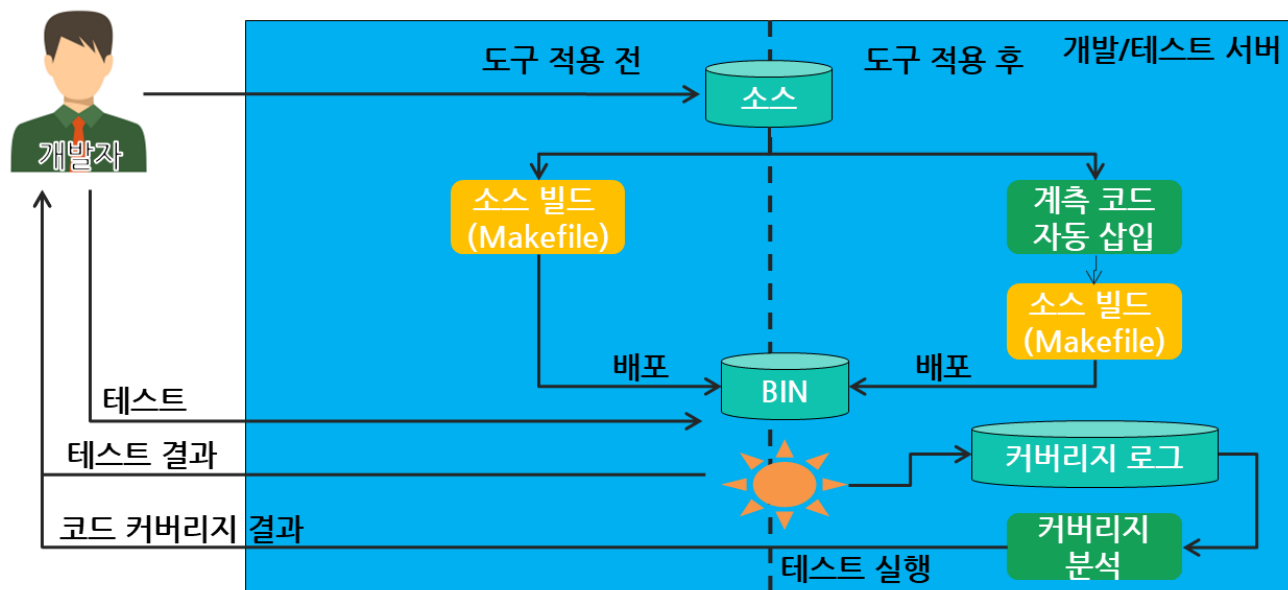 도구 적용 전
도구 적용 후
개발/테스트 서버
소스
개발자
소스 빌드
(Makefile)
계측 코드
자동 삽입
소스 빌드
(Makefile)
배포
배포
BIN
테스트
테스트 결과
커버리지 로그
코드 커버리지 결과
커버리지
분석
테스트 실행